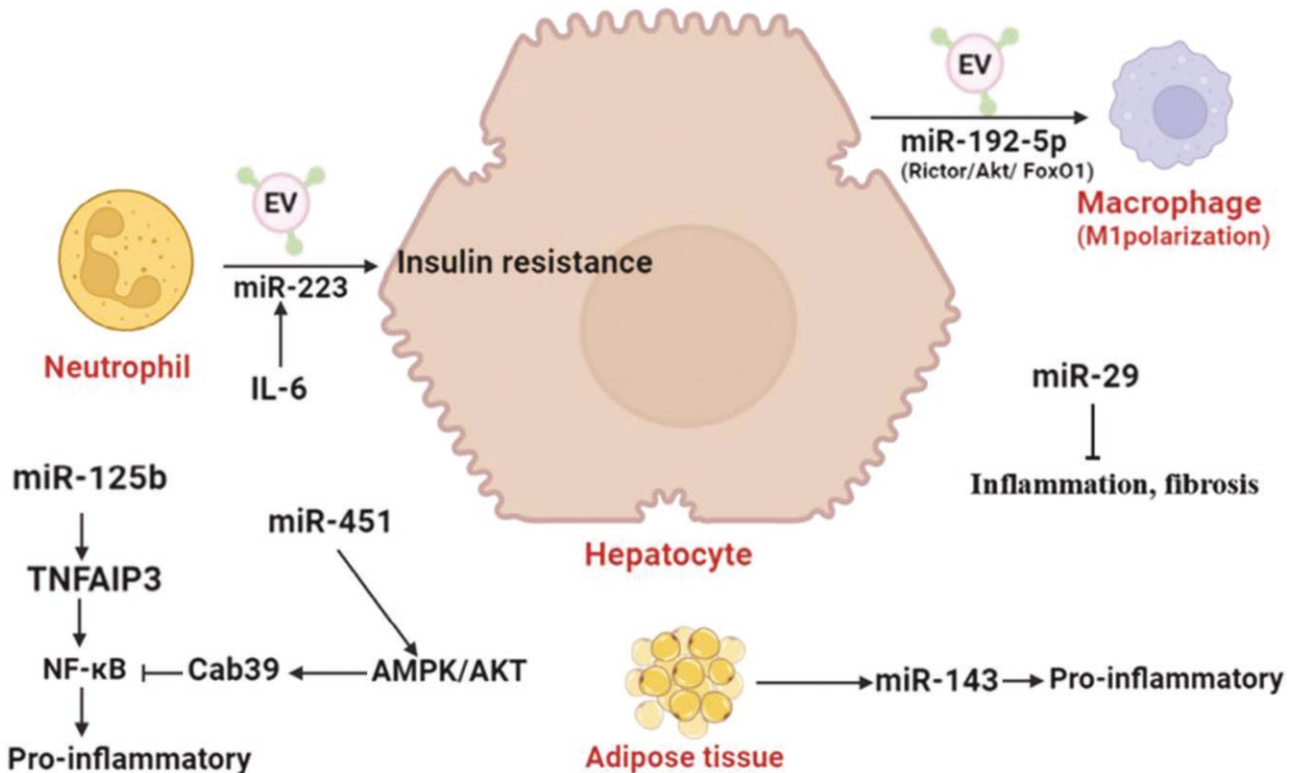 EV
miR-192-5p
(Rictor/Akt/ FoxO1)
Macrophage
(M1polarization)
EV
miR-223
Insulin resistance
Neutrophil
IL-6
miR-29
Inflammation, fibrosis
miR-125b
TNFAIP3
NF-κB
Cab39
AMPK/AKT
miR-451
Pro-inflammatory
Hepatocyte
miR-143
Pro-inflammatory
Adipose tissue